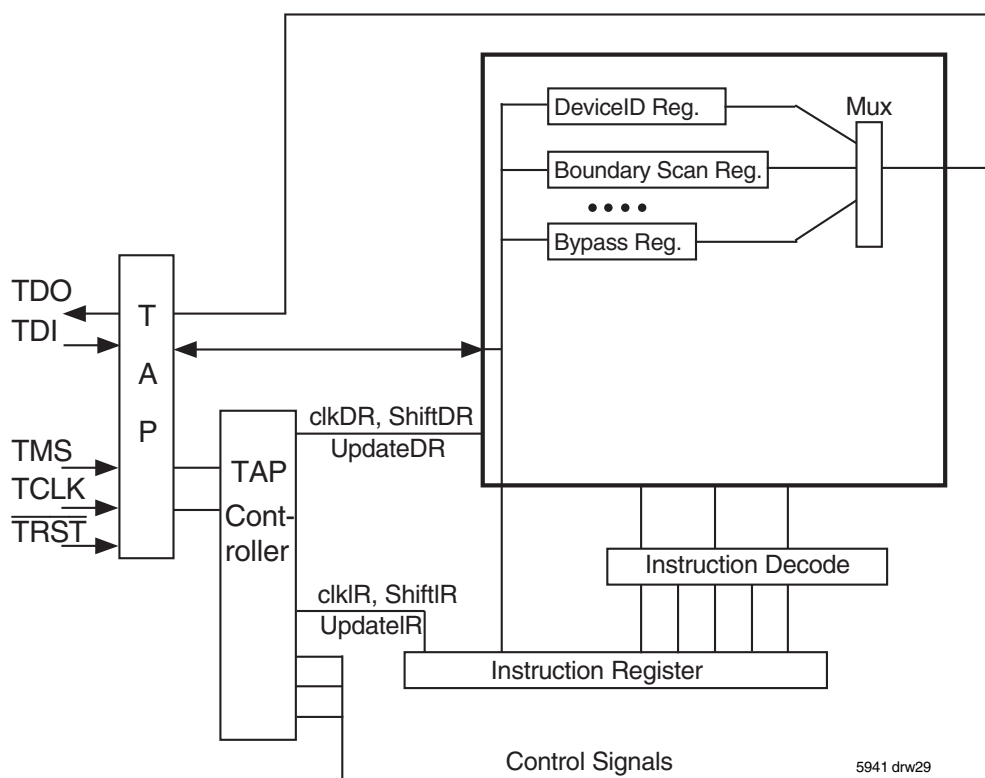 DeviceID Reg.
Mux
Boundary Scan Reg.
Bypass Reg.
TDO
TDI
TMS
TCLK
TRST
T
A
P
TAP
Cont-
roller
clkDR, ShiftDR
UpdateDR
clkIR, ShiftIR
UpdateIR
Instruction Decode
Instruction Register
Control Signals
5941 drw29